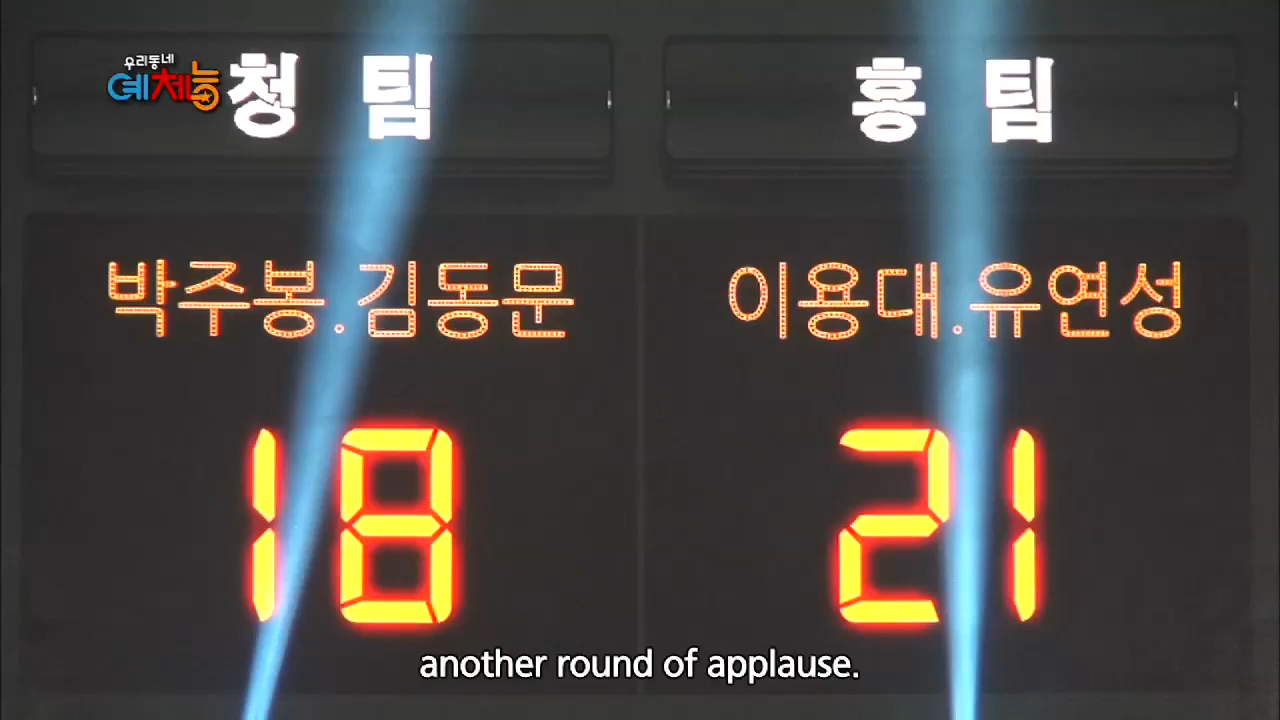 우리동네
예체능
청 팀
홍 팀
박주봉.김동문
이용대.유연성
18
21
another round of applause.